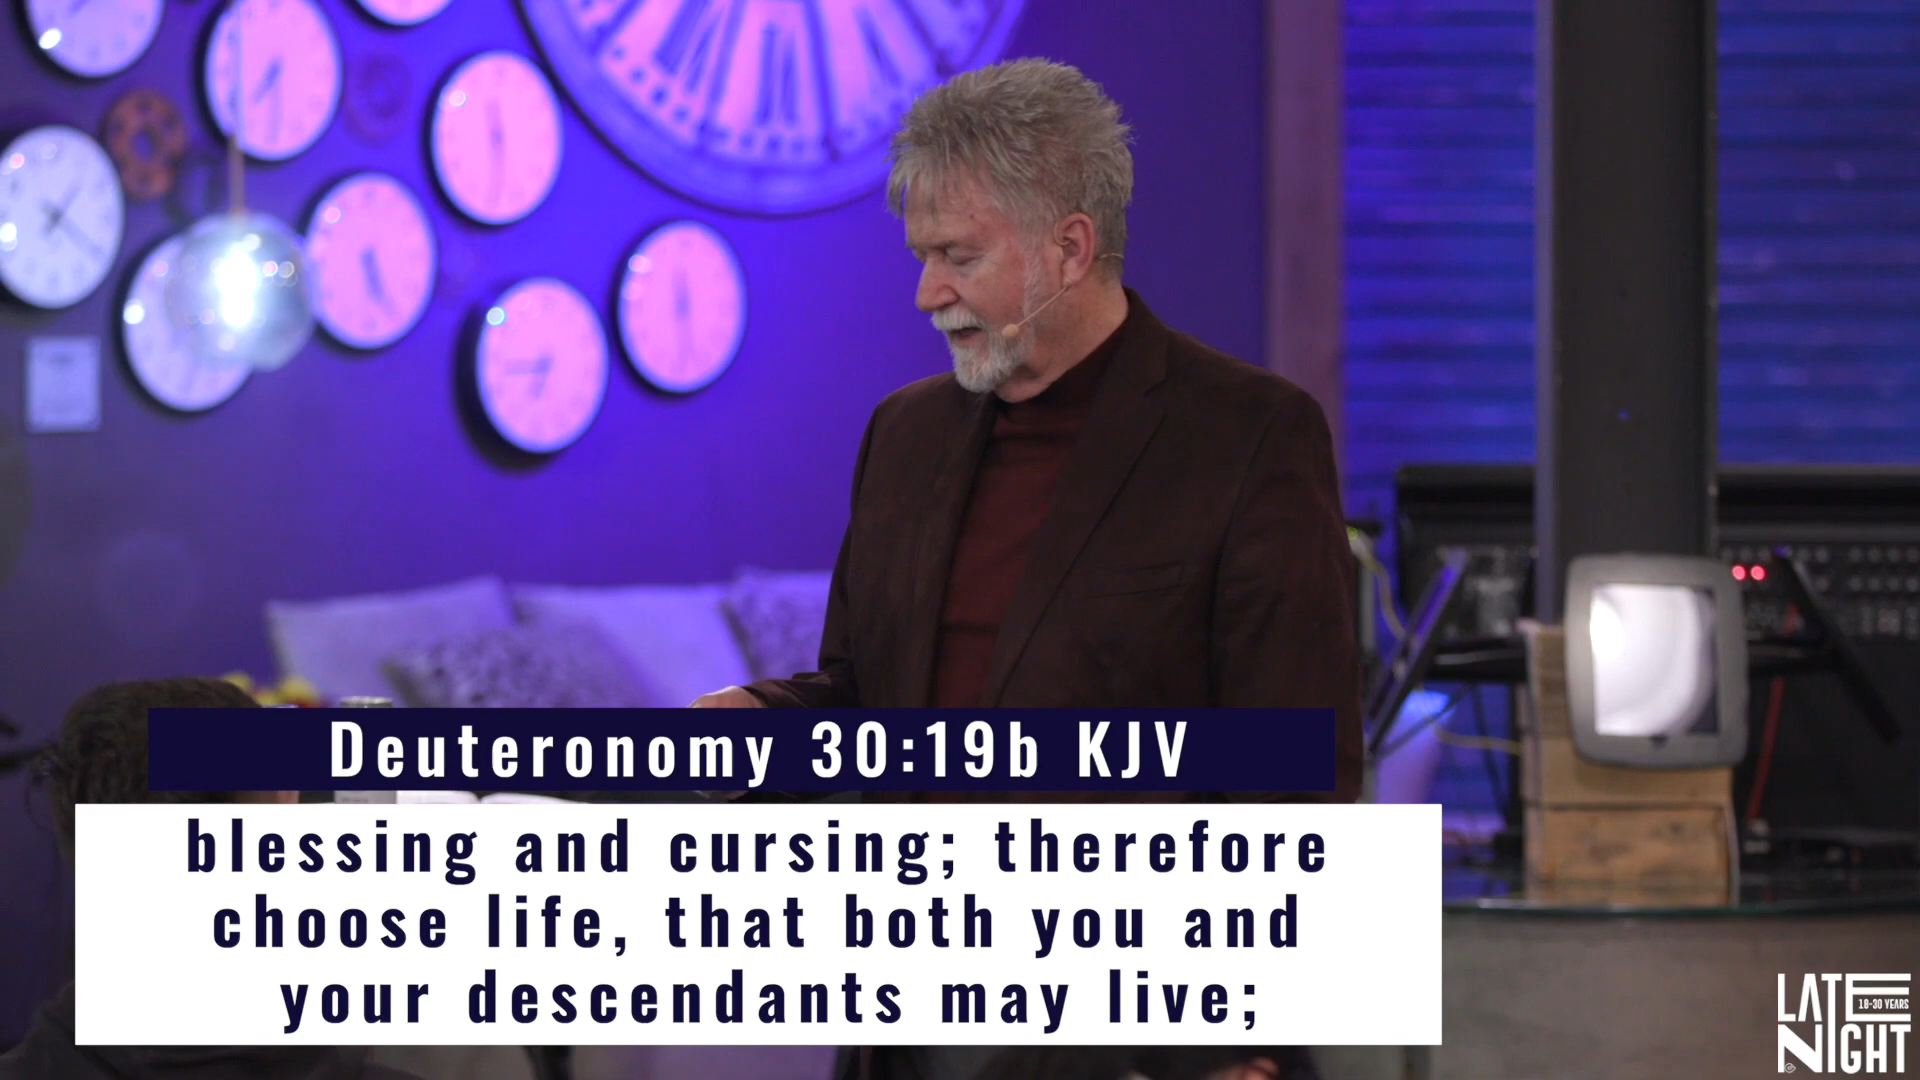 Deuteronomy 30:19b KJV
blessing and cursing; therefore
choose life, that both you and
your descendants may live;
LATE
18-30 YEARS
NIGHT